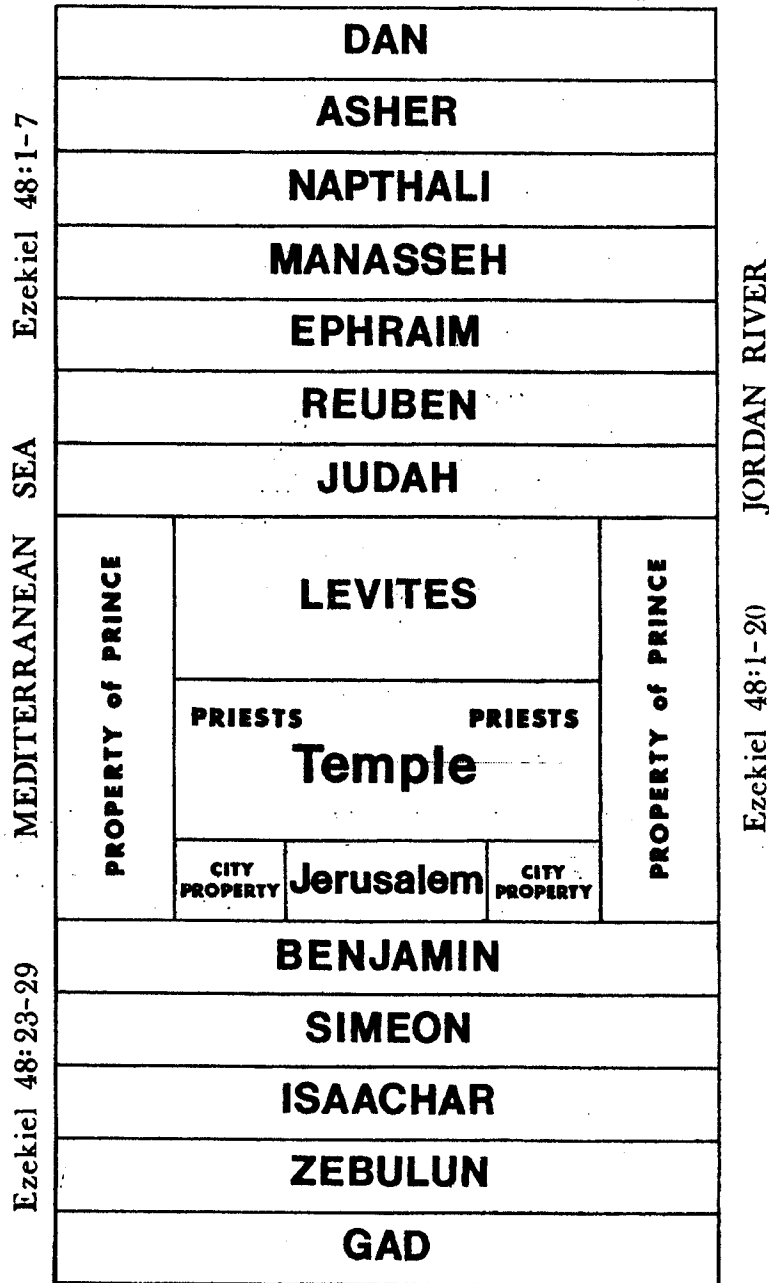 DAN
ASHER
NAPTHALI
MANASSEH
EPHRAIM
REUBEN
JUDAH
Ezekiel 48:1-7
MEDITERRANEAN SEA
Ezekiel 48:23-29
JORDAN RIVER
Ezekiel 48:1-20
PROPERTY of PRINCE
LEVITES
PROPERTY of PRINCE
PRIESTS PRIESTS
Temple
CITY
PROPERTY
Jerusalem
CITY
PROPERTY
BENJAMIN
SIMEON
ISAACHAR
ZEBULUN
GAD